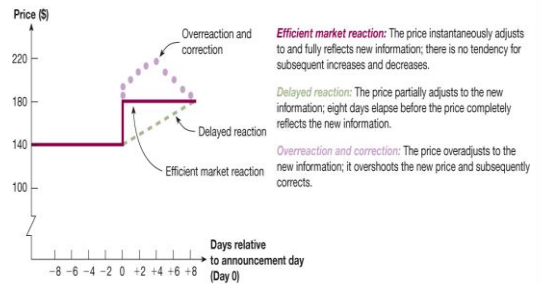 Price ($)
220
180
140
100
Overreaction and
correction
Delayed reaction
Efficient market reaction
-8 -6 -4 -2 0 +2 +4 +6 +8
Days relative
to announcement day
(Day 0)
Efficient market reaction: The price instantaneously adjusts
to and fully reflects new information; there is no tendency for
subsequent increases and decreases.
Delayed reaction: The price partially adjusts to the new
information; eight days elapse before the price completely
reflects the new information.
Overreaction and correction: The price overadjusts to the
new information; it overshoots the new price and subsequently
corrects.